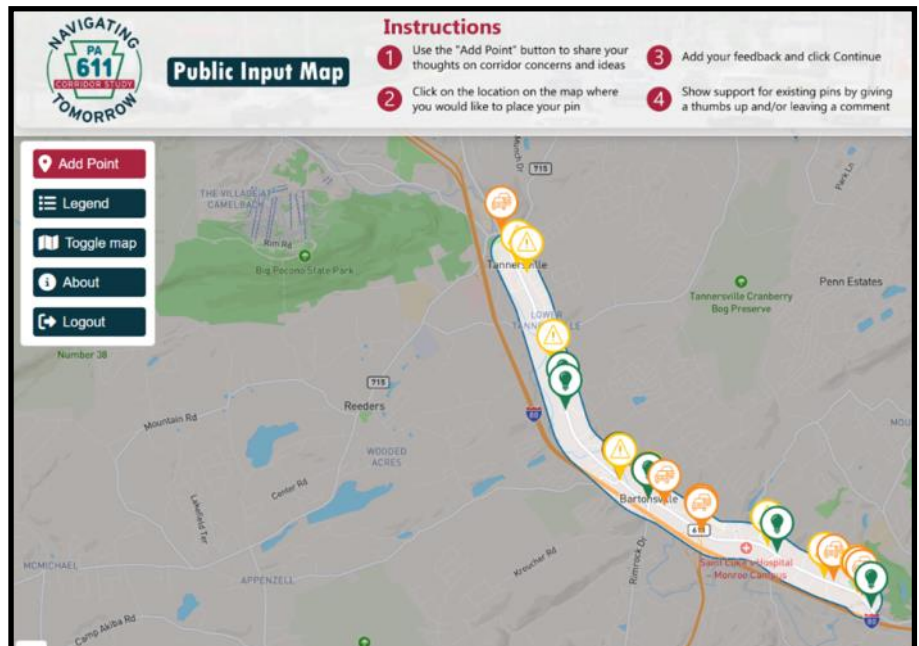 NAVIGATING
PA
611
CORRIDOR STUDY
TOMORROW
Public Input Map
Instructions
1 Use the "Add Point" button to share your
thoughts on corridor concerns and ideas
2 Click on the location on the map where
you would like to place your pin
3 Add your feedback and click Continue
4 Show support for existing pins by giving
a thumbs up and/or leaving a comment
Add Point
Legend
Toggle map
About
Logout
Number 38
THE VILLAGE AT
CAMELBACK
Rim Rd
Big Pocono State Park
Munch Dr
715
Park Ln
Tannersville
Tannersville Cranberry
Bog Preserve
Penn Estates
LOWER
715
Reeders
80
Mountain Rd
WOODED
ACRES
Center Rd
Lakefield Ter
Bartonsville
611
Rimrock Dr
Kreucher Rd
Saint Luke's Hospital
- Monroe Campus
MCMICHAEL
APPENZELL
Camp Akiba Rd
80